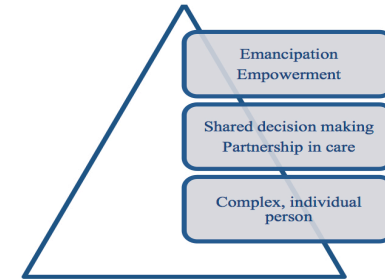 Emancipation
Empowerment
Shared decision making
Partnership in care
Complex, individual
person